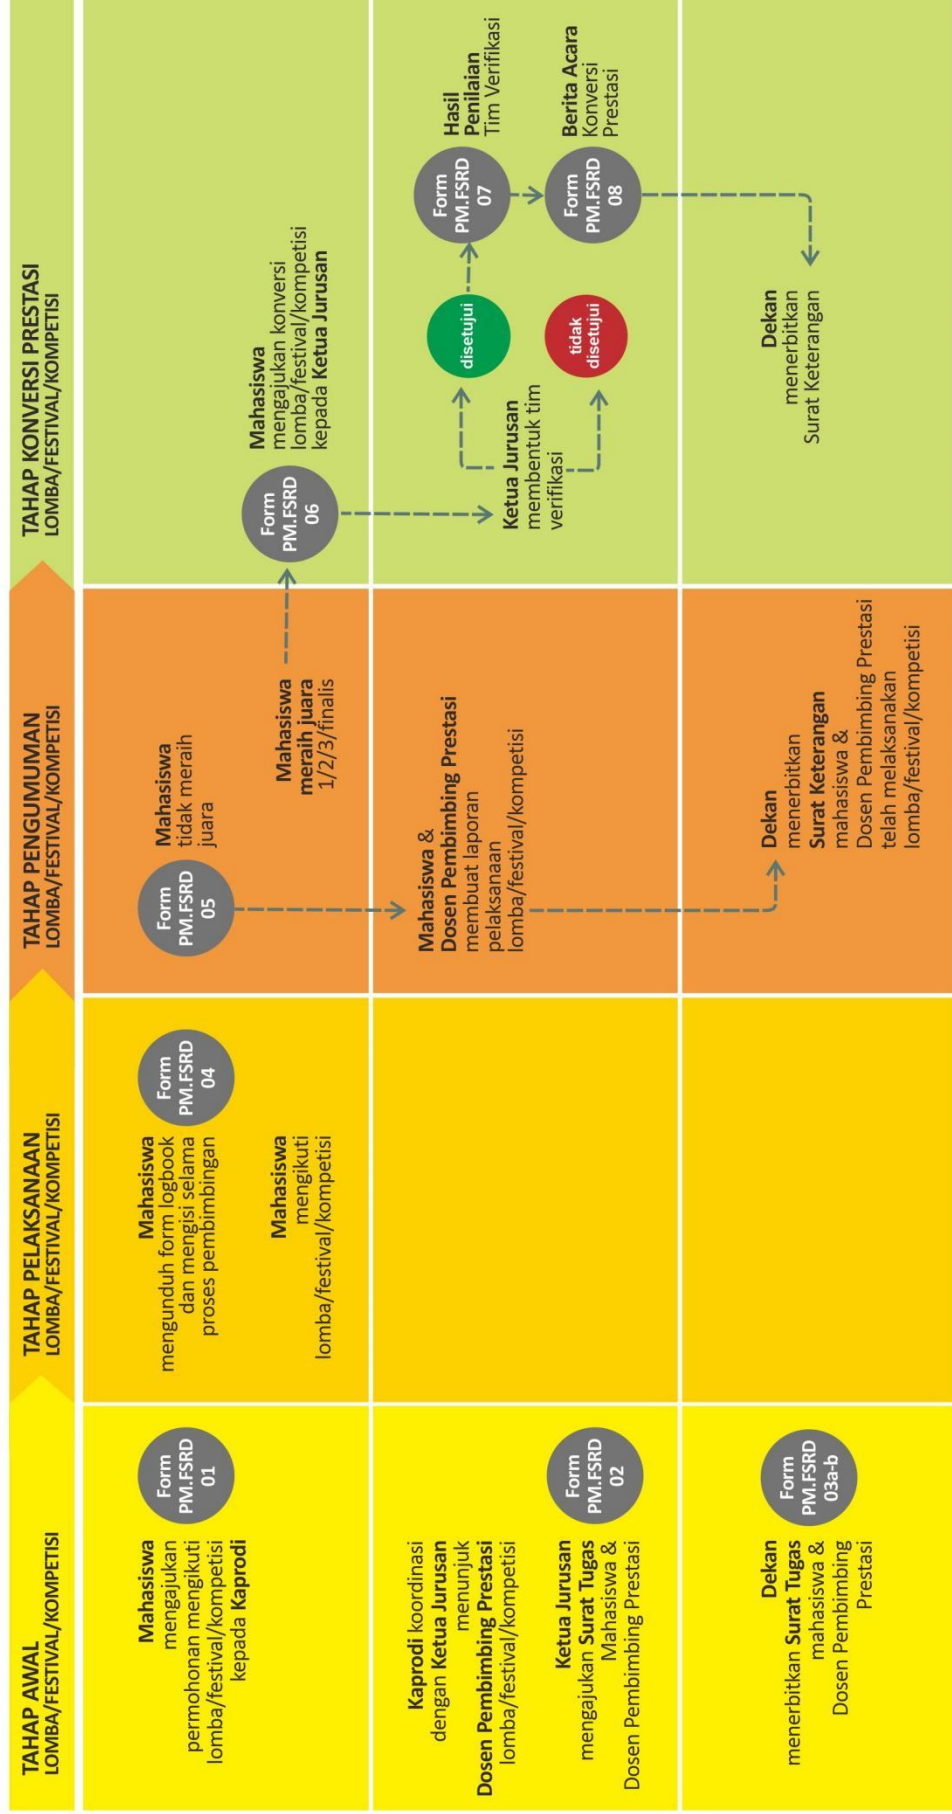 TAHAP AWAL
LOMBA/FESTIVAL/KOMPETISI
TAHAP PELAKSANAAN
LOMBA/FESTIVAL/KOMPETISI
TAHAP PENGUMUMAN
LOMBA/FESTIVAL/KOMPETISI
TAHAP KONVERSI PRESTASI
LOMBA/FESTIVAL/KOMPETISI
Mahasiswa
mengajukan
permohonan mengikuti
lomba/festival/kompetisi
kepada Kaprodi
Form
PM.FSRD
01
Kaprodi koordinasi
dengan Ketua Jurusan
menunjuk
Dosen Pembimbing Prestasi
lomba/festival/kompetisi
Ketua Jurusan
mengajukan Surat Tugas
Mahasiswa &
Dosen Pembimbing Prestasi
Form
PM.FSRD
02
Dekan
menerbitkan Surat Tugas
mahasiswa &
Dosen Pembimbing
Prestasi
Form
PM.FSRD
03a-b
Mahasiswa
mengunduh form logbook
dan mengisi selama
proses pembimbingan
Form
PM.FSRD
04
Mahasiswa
mengikuti
lomba/festival/kompetisi
Form
PM.FSRD
05
Mahasiswa
tidak meraih
juara
Mahasiswa
meraih juara
1/2/3/finalis
Mahasiswa &
Dosen Pembimbing Prestasi
membuat laporan
pelaksanaan
lomba/festival/kompetisi
Dekan
menerbitkan
Surat Keterangan
mahasiswa &
Dosen Pembimbing Prestasi
telah melaksanakan
lomba/festival/kompetisi
Form
PM.FSRD
06
Mahasiswa
mengajukan konversi
lomba/festival/kompetisi
kepada Ketua Jurusan
Ketua Jurusan
membentuk tim
verifikasi
disetujui
tidak
disetujui
Form
PM.FSRD
07
Hasil
Penilaian
Tim Verifikasi
Form
PM.FSRD
08
Berita Acara
Konversi
Prestasi
Dekan
menerbitkan
Surat Keterangan